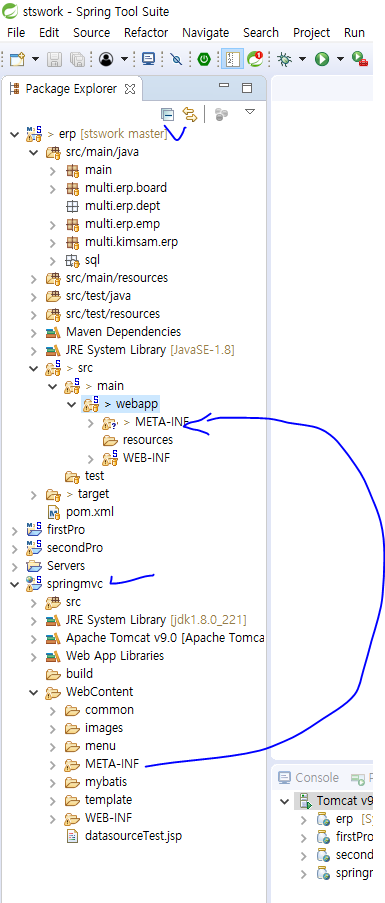 stswork - Spring Tool Suite
File Edit Source Refactor Navigate Search Project Run
Package Explorer
> erp [stswork master]
src/main/java
main
multi.erp.board
multi.erp.dept
multi.erp.emp
multi.kimsam.erp
sql
src/main/resources
src/test/java
src/test/resources
Maven Dependencies
JRE System Library [JavaSE-1.8]
> src
> main
> webapp
> META-INF
resources
WEB-INF
test
> target
pom.xml
firstPro
secondPro
Servers
springmvc
src
JRE System Library [jdk1.8.0_221]
Apache Tomcat v9.0 [Apache Tomca
Web App Libraries
build
WebContent
common
images
menu
META-INF
mybatis
template
WEB-INF
datasourceTest.jsp
Console
Tomcat v9
erp [Sy
firstPro
second
springm